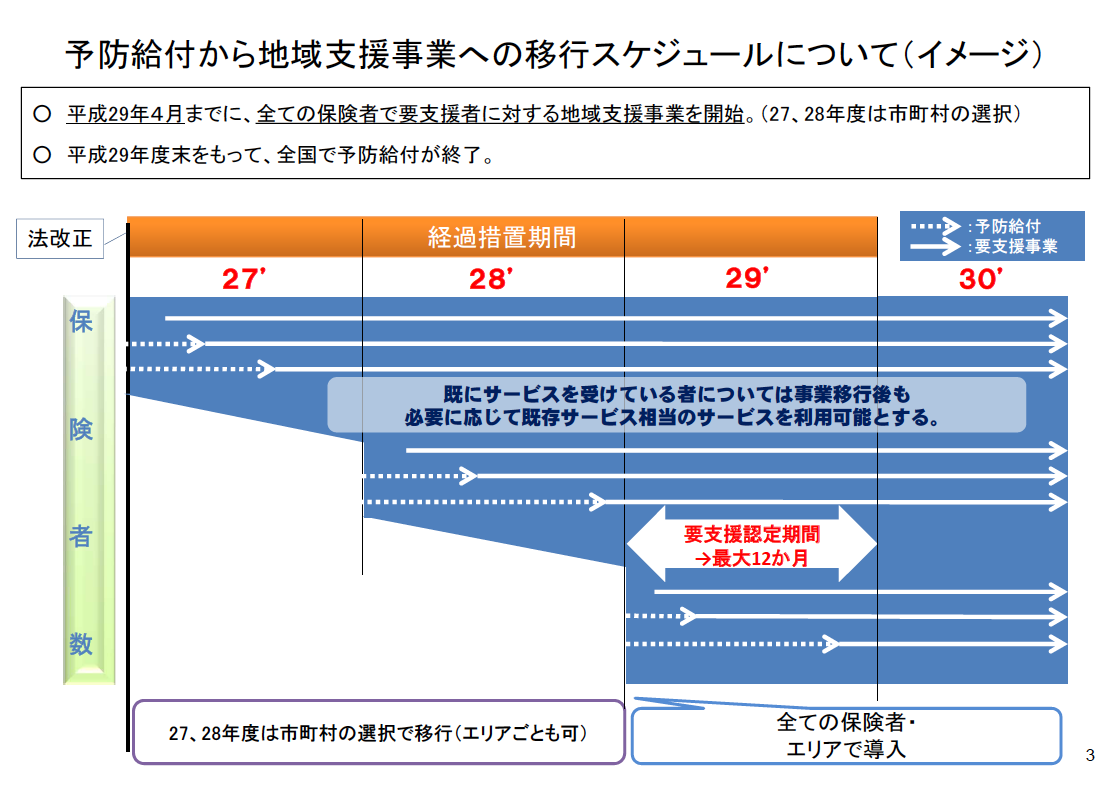 予防給付から地域支援事業への移行スケジュールについて（イメージ）
○ 平成29年４月までに、全ての保険者で要支援者に対する地域支援事業を開始。（27、28年度は市町村の選択）
○ 平成29年度末をもって、全国で予防給付が終了。
法改正
経過措置期間
：予防給付
：要支援事業
27’ 28’ 29’ 30’
保険者数
既にサービスを受けている者については事業移行後も
必要に応じて既存サービス相当のサービスを利用可能とする。
要支援認定期間
→最大12か月
27、28年度は市町村の選択で移行（エリアごとも可）
全ての保険者・
エリアで導入
3